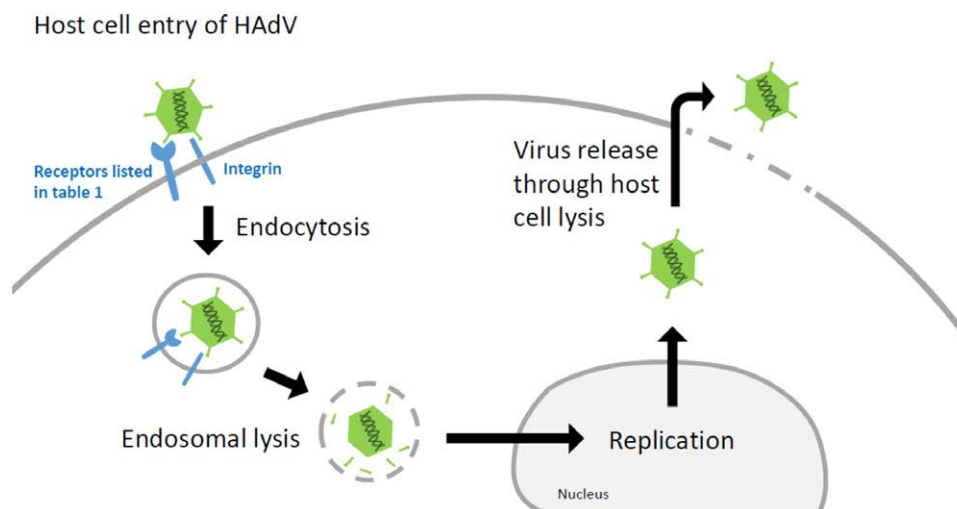 Host cell entry of HAdV
Receptors listed
in table 1
Integrin
Endocytosis
Endosomal lysis
Replication
Nucleus
Virus release
through host
cell lysis